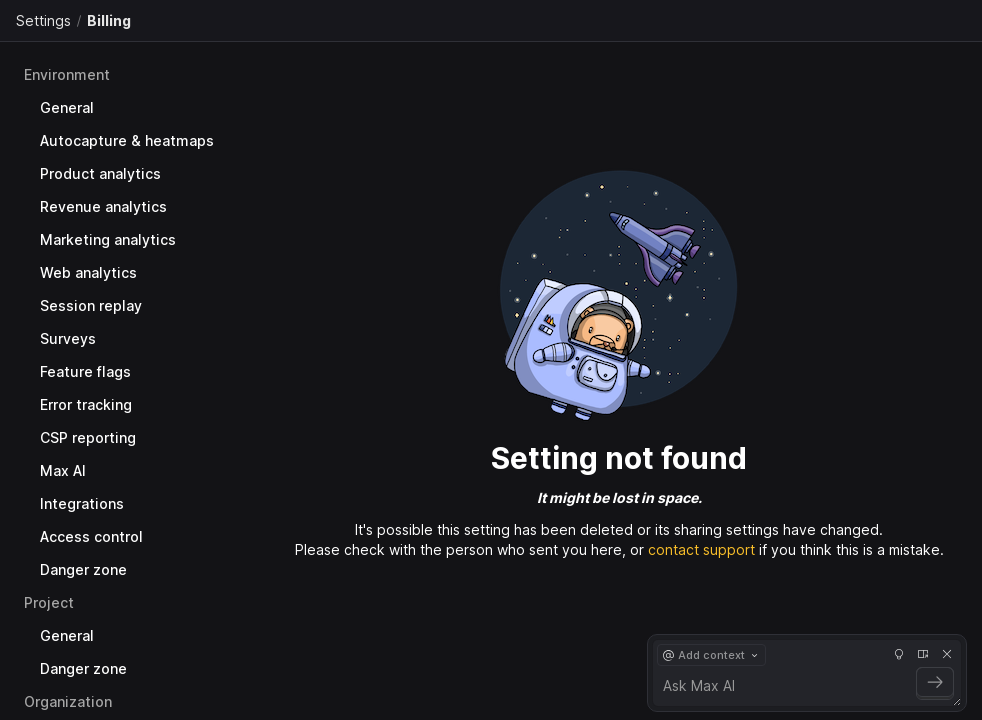 Settings / Billing
Environment
General
Autocapture & heatmaps
Product analytics
Revenue analytics
Marketing analytics
Web analytics
Session replay
Surveys
Feature flags
Error tracking
CSP reporting
Max AI
Integrations
Access control
Danger zone
Project
General
Danger zone
Organization
Setting not found
It might be lost in space.
It's possible this setting has been deleted or its sharing settings have changed.
Please check with the person who sent you here, or contact support if you think this is a mistake.
@ Add context
Ask Max AI